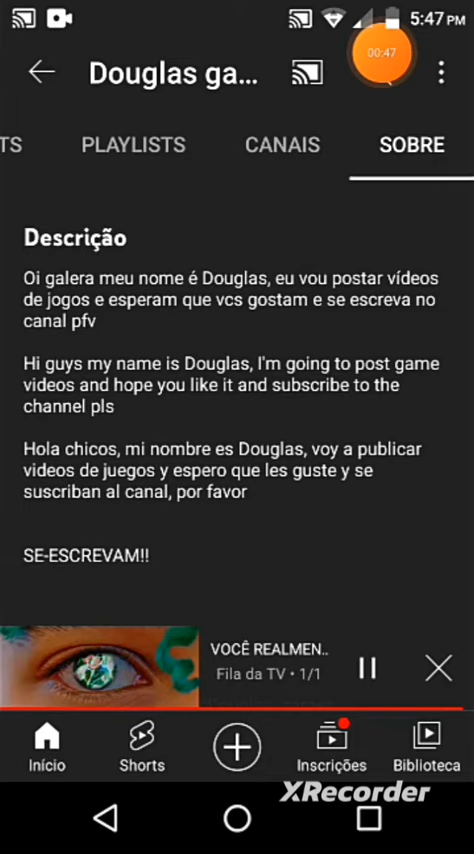 5:47 PM
Douglas ga...
00:47
TS PLAYLISTS CANAIS SOBRE
Descrição
Oi galera meu nome é Douglas, eu vou postar vídeos
de jogos e esperam que vcs gostam e se escreva no
canal pfv
Hi guys my name is Douglas, I'm going to post game
videos and hope you like it and subscribe to the
channel pls
Hola chicos, mi nombre es Douglas, voy a publicar
videos de juegos y espero que les guste y se
suscriban al canal, por favor
SE-ESCREVAM!!
VOCÊ REALMEN..
Fila da TV • 1/1
Início Shorts Inscrições Biblioteca
XRecorder